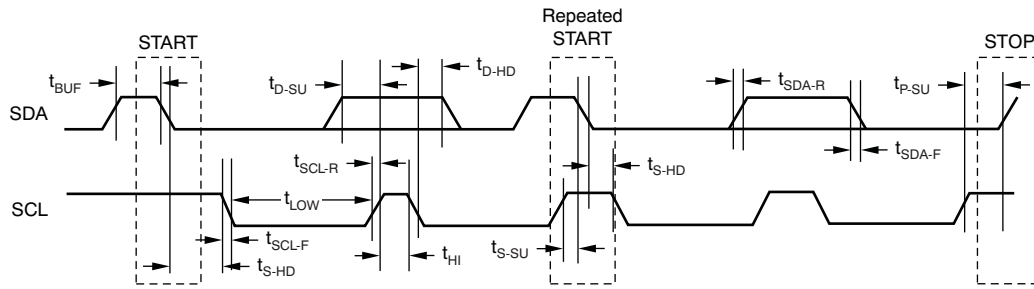 Repeated
START
START
STOP
tBUF
tD-SU
tD-HD
tSDA-R
tP-SU
SDA
tSCL-R
tS-HD
tSDA-F
tLOW
SCL
tSCL-F
tHI
tS-SU
tS-HD